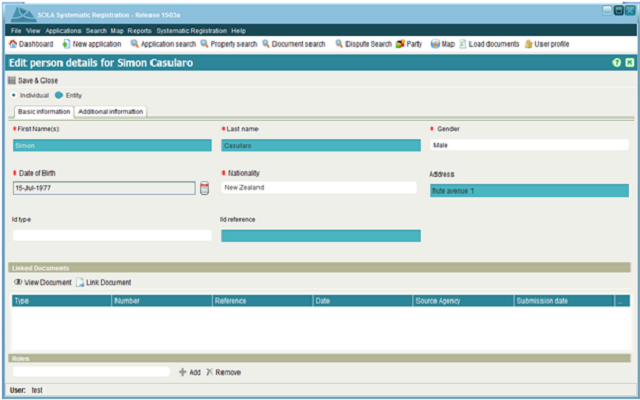 SOLA Systematic Registration - Release 1503a
File View Applications Search Map Reports Systematic Registration Help
Dashboard New application Application search Property search Document search Dispute Search Party Map Load documents User profile
Edit person details for Simon Casularo
Save & Close
Individual Entity
Basic information Additional information
* First Name(s) * Last name * Gender
Simon Casularo Male
* Date of Birth * Nationality Address
15-Jul-1977 New Zealand Bute avenue 1
Id type Id reference
Linked Documents
View Document Link Document
Type Number Reference Date Source Agency Submission date ...
Roles
Add Remove
User: test